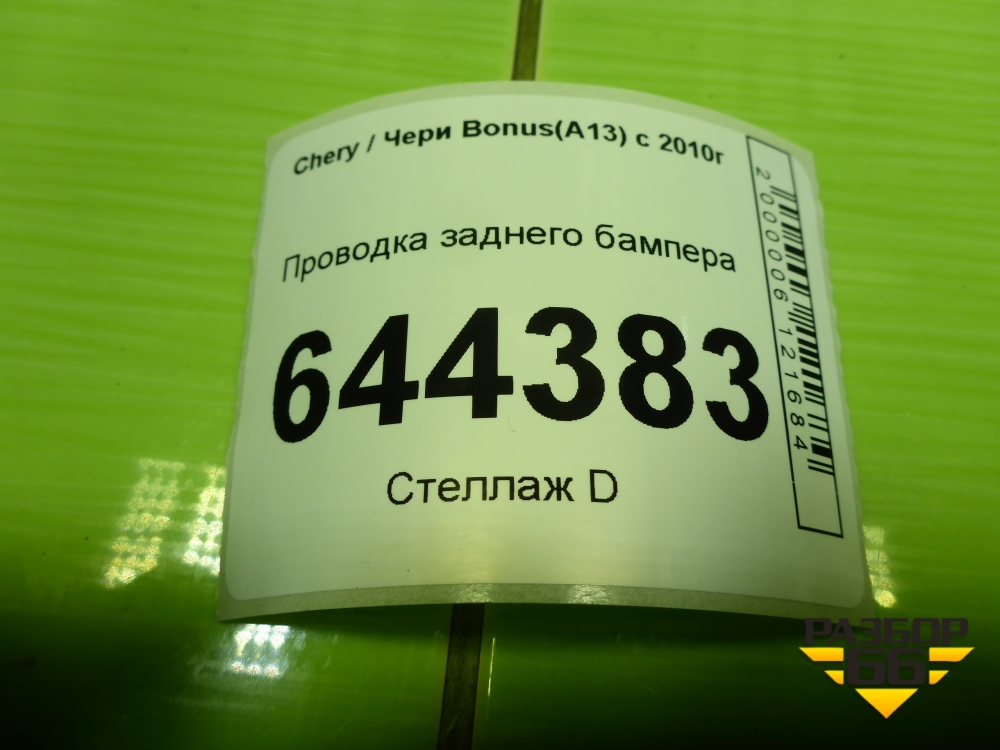 Chery / Чери Bonus(A13) с 2010г
Проводка заднего бампера
644383
Стеллаж D
2000006121684
РАЗБОР
66